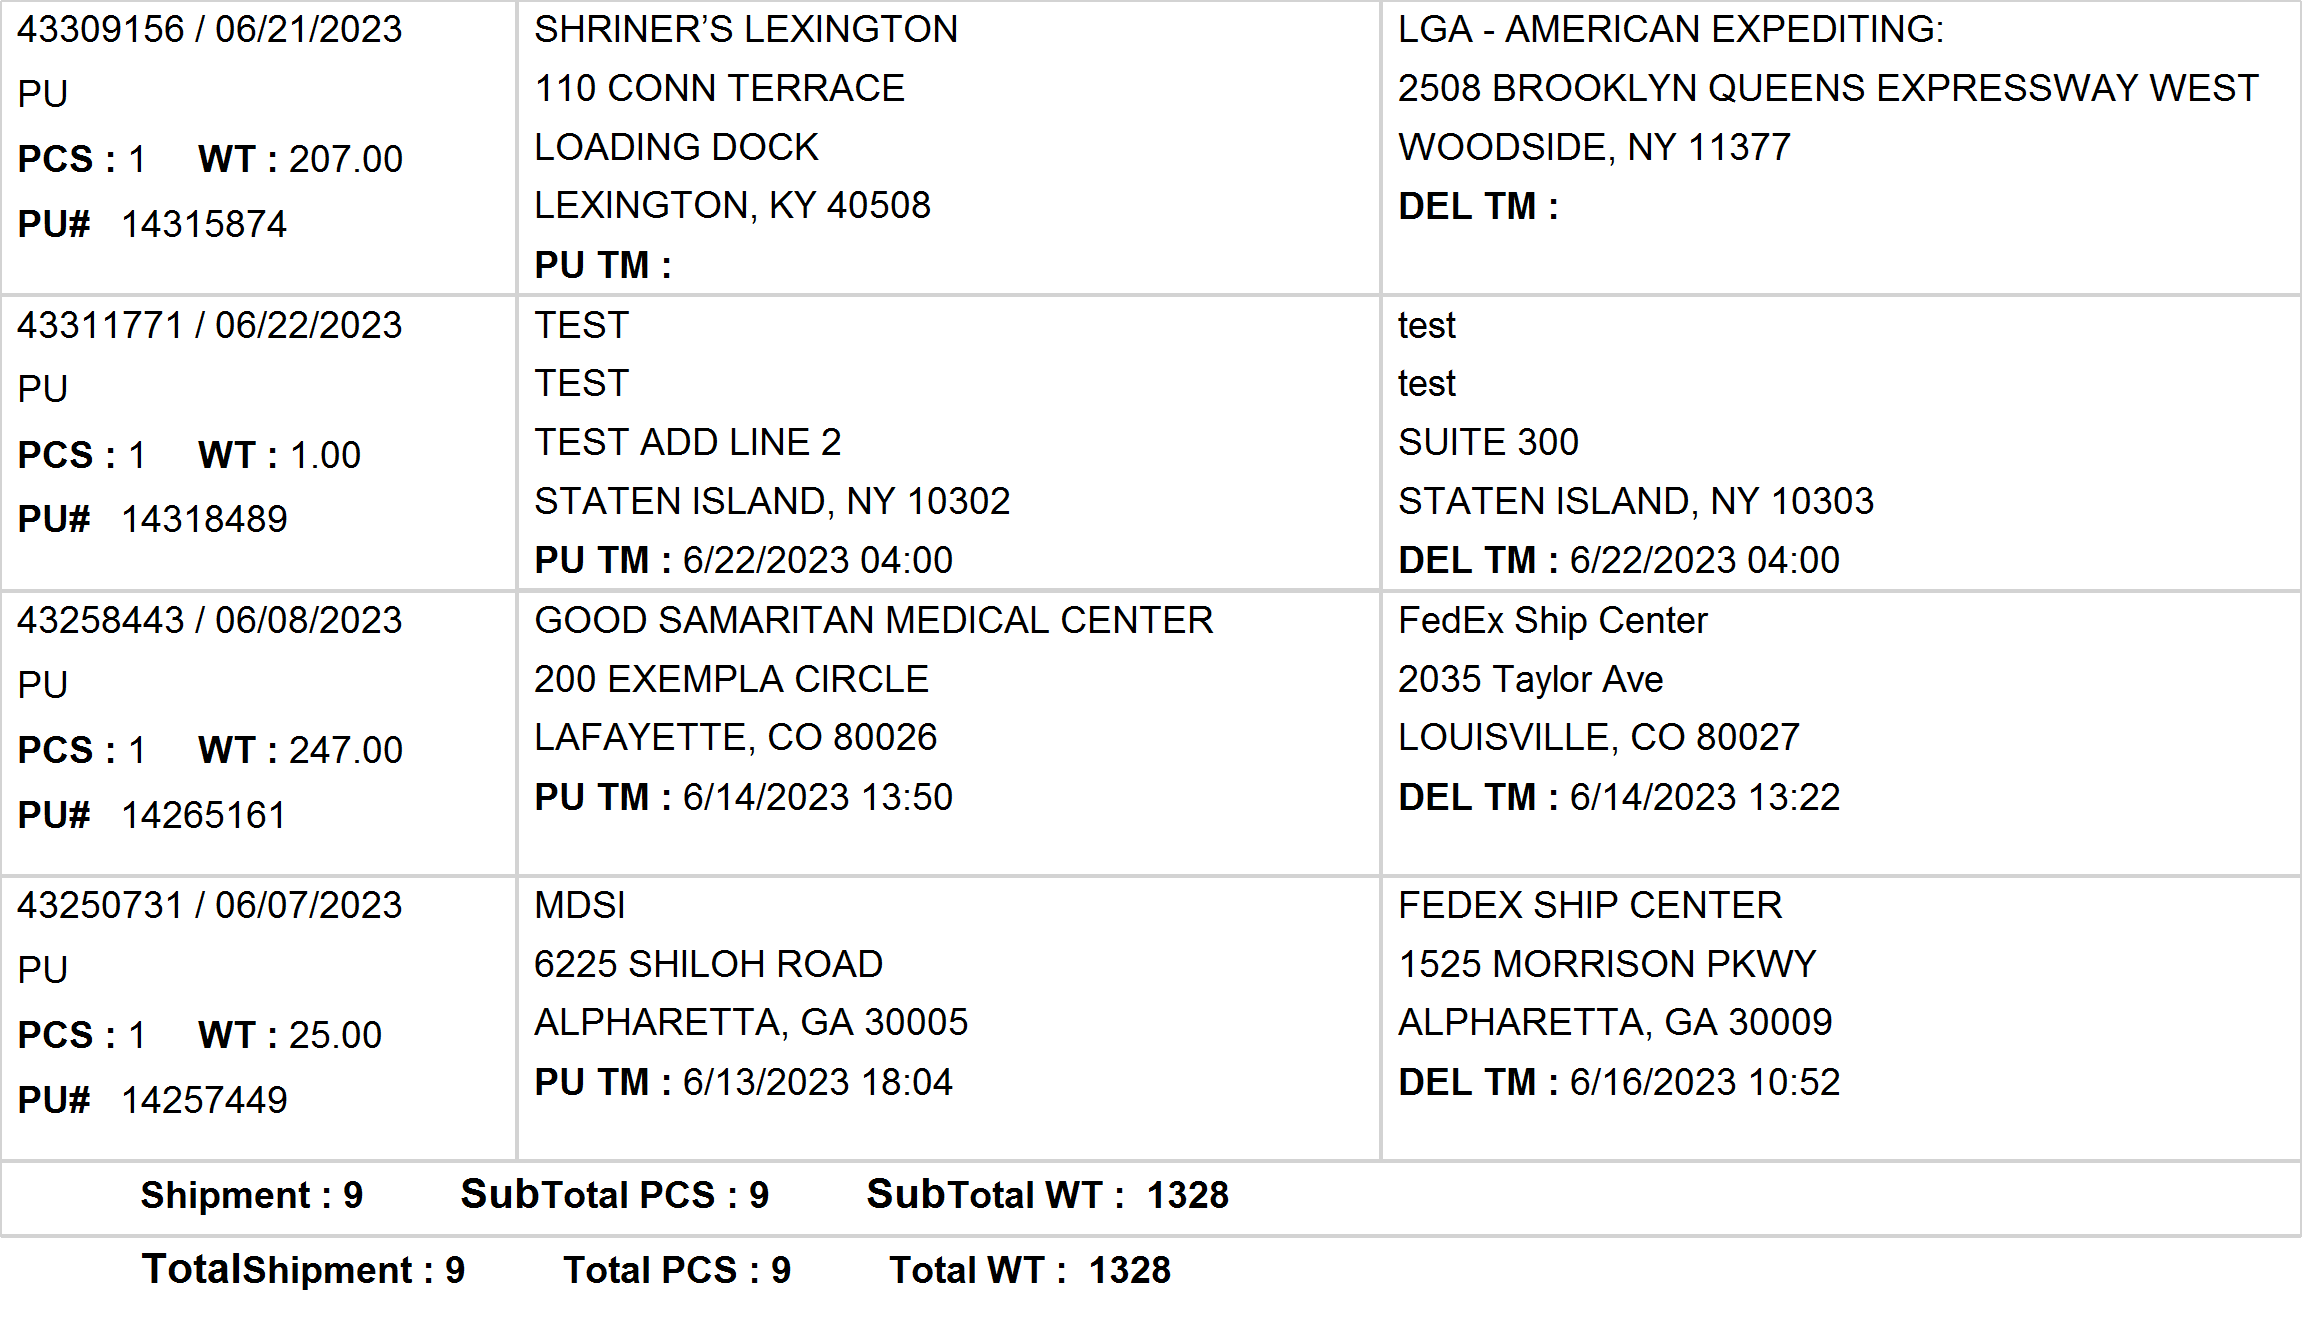 43309156 / 06/21/2023
PU
PCS : 1 WT : 207.00
PU# 14315874
SHRINER’S LEXINGTON
110 CONN TERRACE
LOADING DOCK
LEXINGTON, KY 40508
PU TM :
LGA - AMERICAN EXPEDITING:
2508 BROOKLYN QUEENS EXPRESSWAY WEST
WOODSIDE, NY 11377
DEL TM :
43311771 / 06/22/2023
PU
PCS : 1 WT : 1.00
PU# 14318489
TEST
TEST
TEST ADD LINE 2
STATEN ISLAND, NY 10302
PU TM : 6/22/2023 04:00
test
test
SUITE 300
STATEN ISLAND, NY 10303
DEL TM : 6/22/2023 04:00
43258443 / 06/08/2023
PU
PCS : 1 WT : 247.00
PU# 14265161
GOOD SAMARITAN MEDICAL CENTER
200 EXEMPLA CIRCLE
LAFAYETTE, CO 80026
PU TM : 6/14/2023 13:50
FedEx Ship Center
2035 Taylor Ave
LOUISVILLE, CO 80027
DEL TM : 6/14/2023 13:22
43250731 / 06/07/2023
PU
PCS : 1 WT : 25.00
PU# 14257449
MDSI
6225 SHILOH ROAD
ALPHARETTA, GA 30005
PU TM : 6/13/2023 18:04
FEDEX SHIP CENTER
1525 MORRISON PKWY
ALPHARETTA, GA 30009
DEL TM : 6/16/2023 10:52
Shipment : 9 SubTotal PCS : 9 SubTotal WT : 1328
TotalShipment : 9 Total PCS : 9 Total WT : 1328